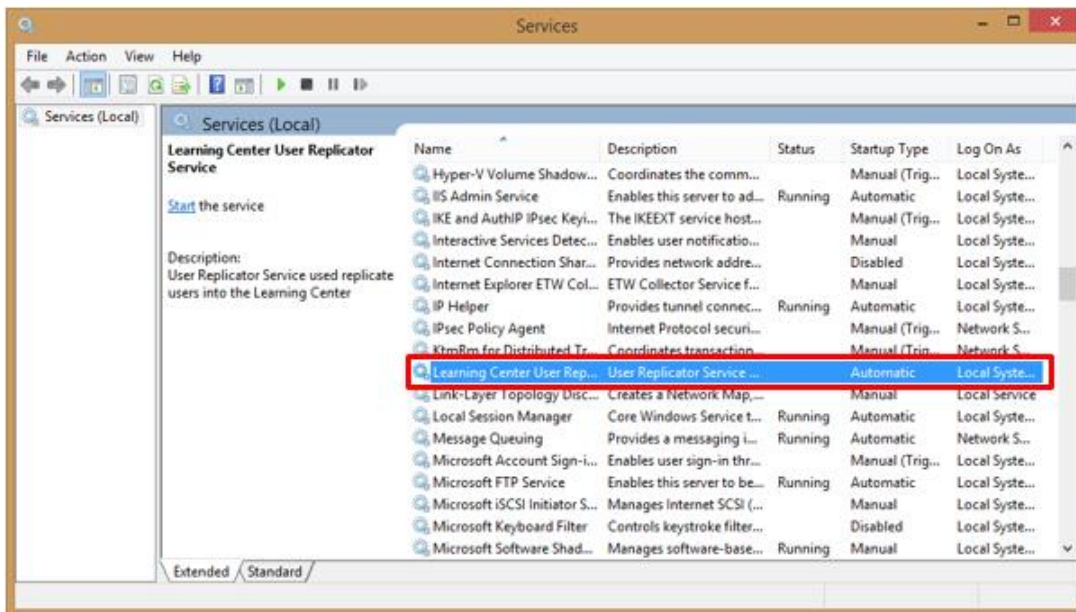 Services
File Action View Help
Services (Local)
Services (Local)
Learning Center User Replicator
Service
Start the service
Description:
User Replicator Service used replicate
users into the Learning Center
Name Description Status Startup Type Log On As
Hyper-V Volume Shadow... Coordinates the comm... Manual (Trig... Local Syste...
IIS Admin Service Enables this server to ad... Running Automatic Local Syste...
IKE and AuthIP IPsec Keyi... The IKEEXT service host... Manual (Trig... Local Syste...
Interactive Services Detec... Enables user notificatio... Manual Local Syste...
Internet Connection Shar... Provides network addre... Disabled Local Syste...
Internet Explorer ETW Col... ETW Collector Service f... Manual Local Syste...
IP Helper Provides tunnel connec... Running Automatic Local Syste...
IPsec Policy Agent Internet Protocol securi... Manual (Trig... Network S...
KtmRm for Distributed Tr... Coordinates transaction... Manual (Trig... Network S...
Learning Center User Rep... User Replicator Service ... Automatic Local Syste...
Link-Layer Topology Disc... Creates a Network Map,... Manual Local Service
Local Session Manager Core Windows Service t... Running Automatic Local Syste...
Message Queuing Provides a messaging i... Running Automatic Network S...
Microsoft Account Sign-i... Enables user sign-in thr... Manual (Trig... Local Syste...
Microsoft FTP Service Enables this server to be... Running Automatic Local Syste...
Microsoft iSCSI Initiator S... Manages Internet SCSI (... Manual Local Syste...
Microsoft Keyboard Filter Controls keystroke filter... Disabled Local Syste...
Microsoft Software Shad... Manages software-base... Running Manual Local Syste...
Extended Standard